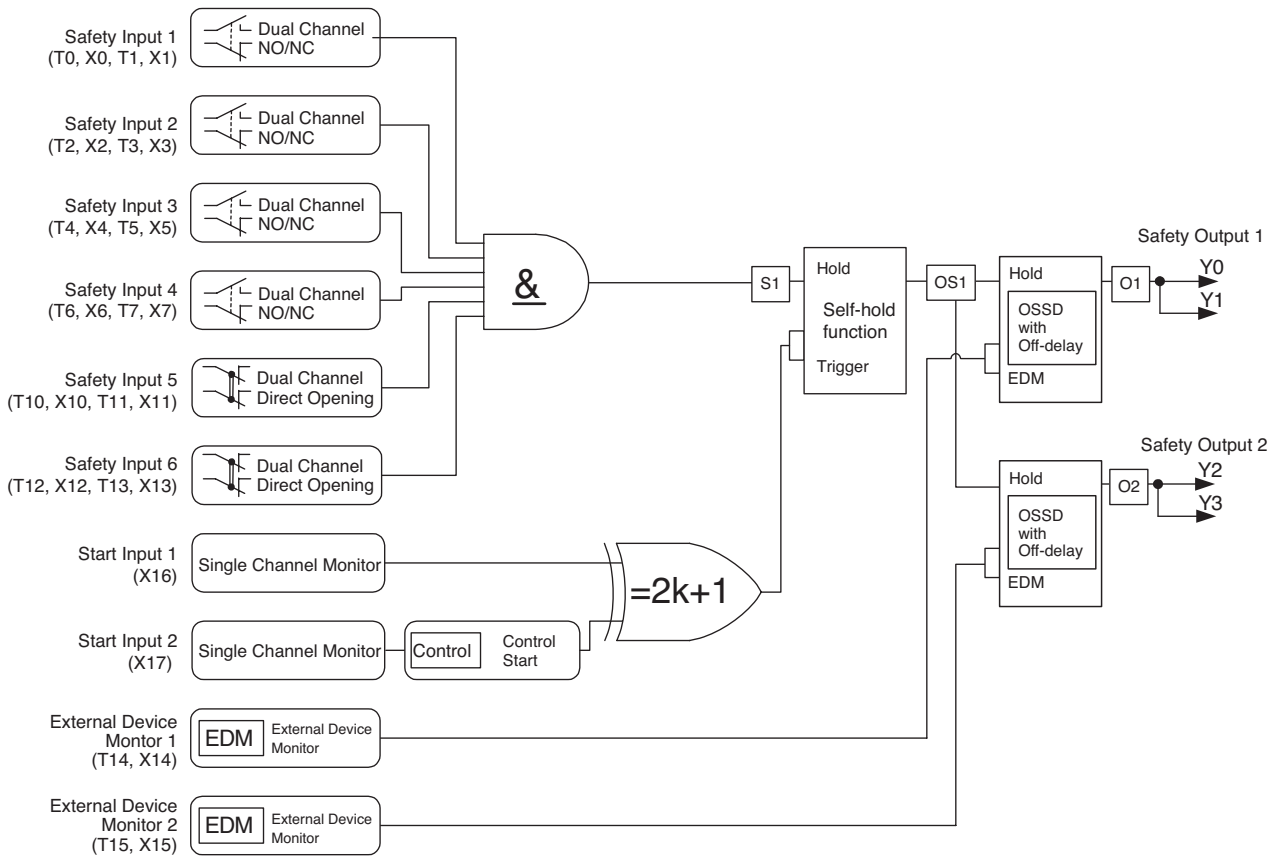 Safety Input 1
(T0, X0, T1, X1)
Dual Channel
NO/NC
Safety Input 2
(T2, X2, T3, X3)
Dual Channel
NO/NC
Safety Input 3
(T4, X4, T5, X5)
Dual Channel
NO/NC
Safety Input 4
(T6, X6, T7, X7)
Dual Channel
NO/NC
Safety Input 5
(T10, X10, T11, X11)
Dual Channel
Direct Opening
Safety Input 6
(T12, X12, T13, X13)
Dual Channel
Direct Opening
&
S1
Hold
Self-hold
function
Trigger
OS1
Hold
OSSD
with
Off-delay
EDM
O1
Safety Output 1
Y0
Y1
Hold
OSSD
with
Off-delay
EDM
O2
Safety Output 2
Y2
Y3
Start Input 1
(X16)
Single Channel Monitor
=2k+1
Start Input 2
(X17)
Single Channel Monitor
Control
Control
Start
External Device
Montor 1
(T14, X14)
EDM
External Device
Monitor
External Device
Monitor 2
(T15, X15)
EDM
External Device
Monitor